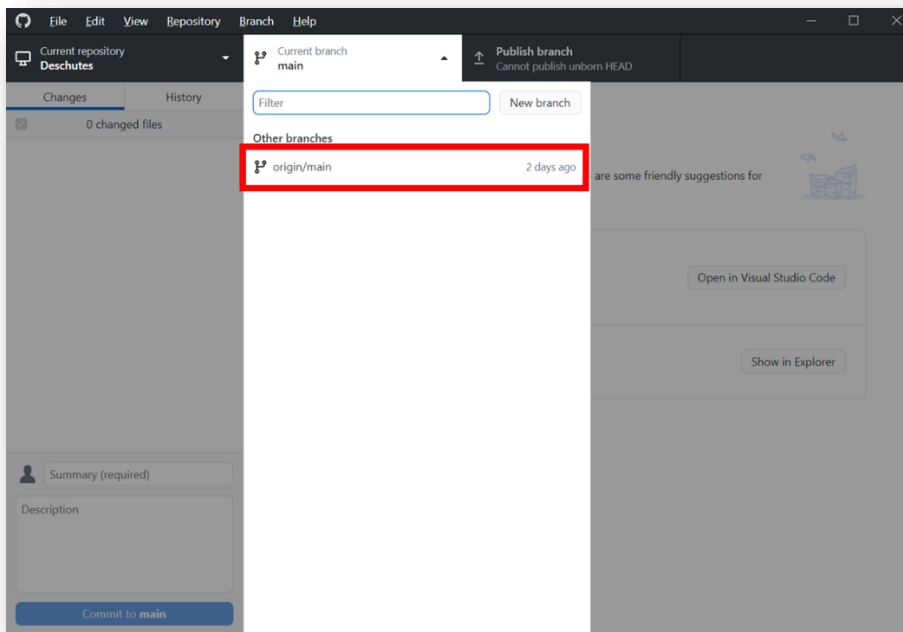 File Edit View Repository Branch Help
Current repository
Deschutes
Current branch
main
Publish branch
Cannot publish unborn HEAD
Changes History
0 changed files
Filter
New branch
Other branches
origin/main 2 days ago
are some friendly suggestions for
Open in Visual Studio Code
Show in Explorer
Summary (required)
Description
Commit to main